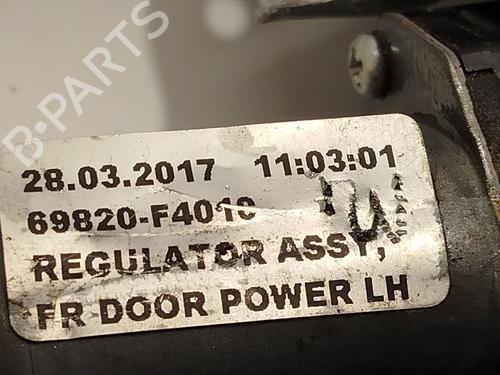 B-PARTS
28.03.2017 11:03:01
69820-F4010
REGULATOR ASSY,
FR DOOR POWER LH